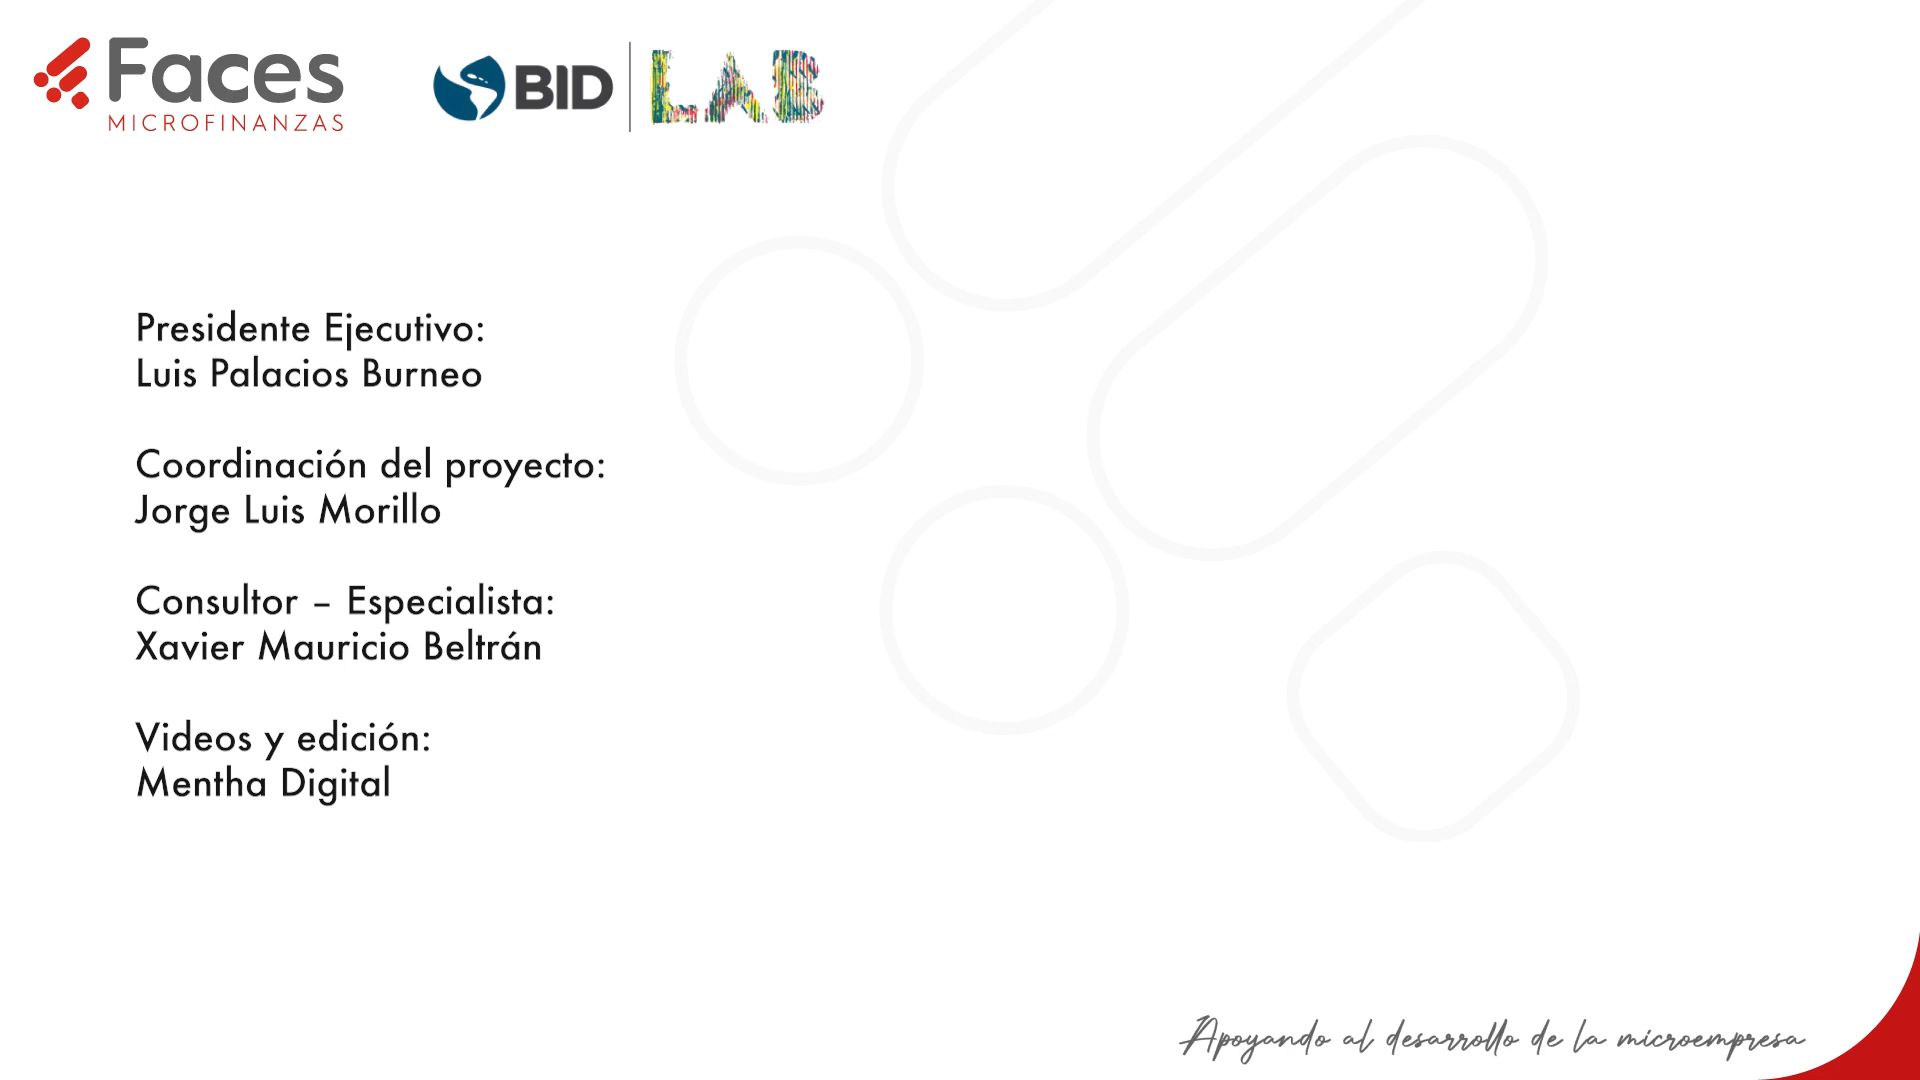 Faces
MICROFINANZAS
BID
LAB
Presidente Ejecutivo:
Luis Palacios Burneo
Coordinación del proyecto:
Jorge Luis Morillo
Consultor – Especialista:
Xavier Mauricio Beltrán
Videos y edición:
Mentha Digital
Apoyando al desarrollo de la microempresa